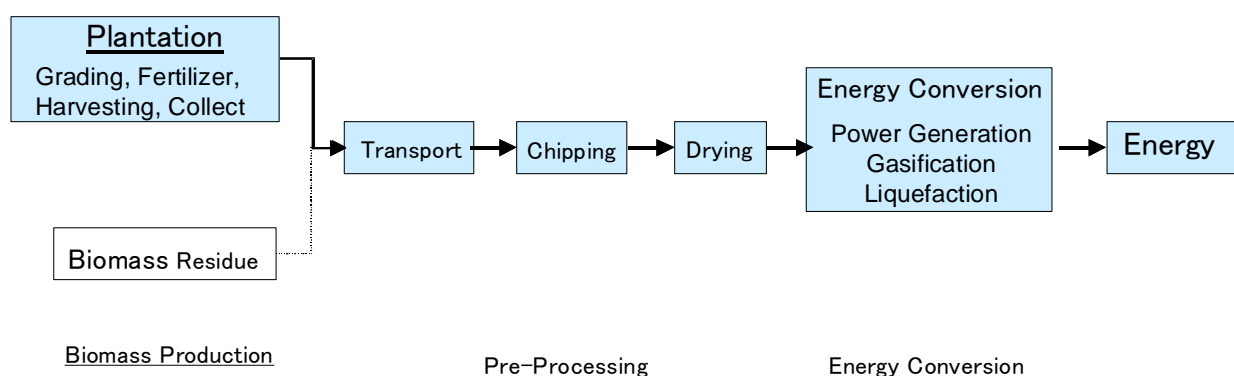 Plantation
Grading, Fertilizer,
Harvesting, Collect
Transport
Chipping
Drying
Energy Conversion
Power Generation
Gasification
Liquefaction
Energy
Biomass Residue
Biomass Production
Pre-Processing
Energy Conversion